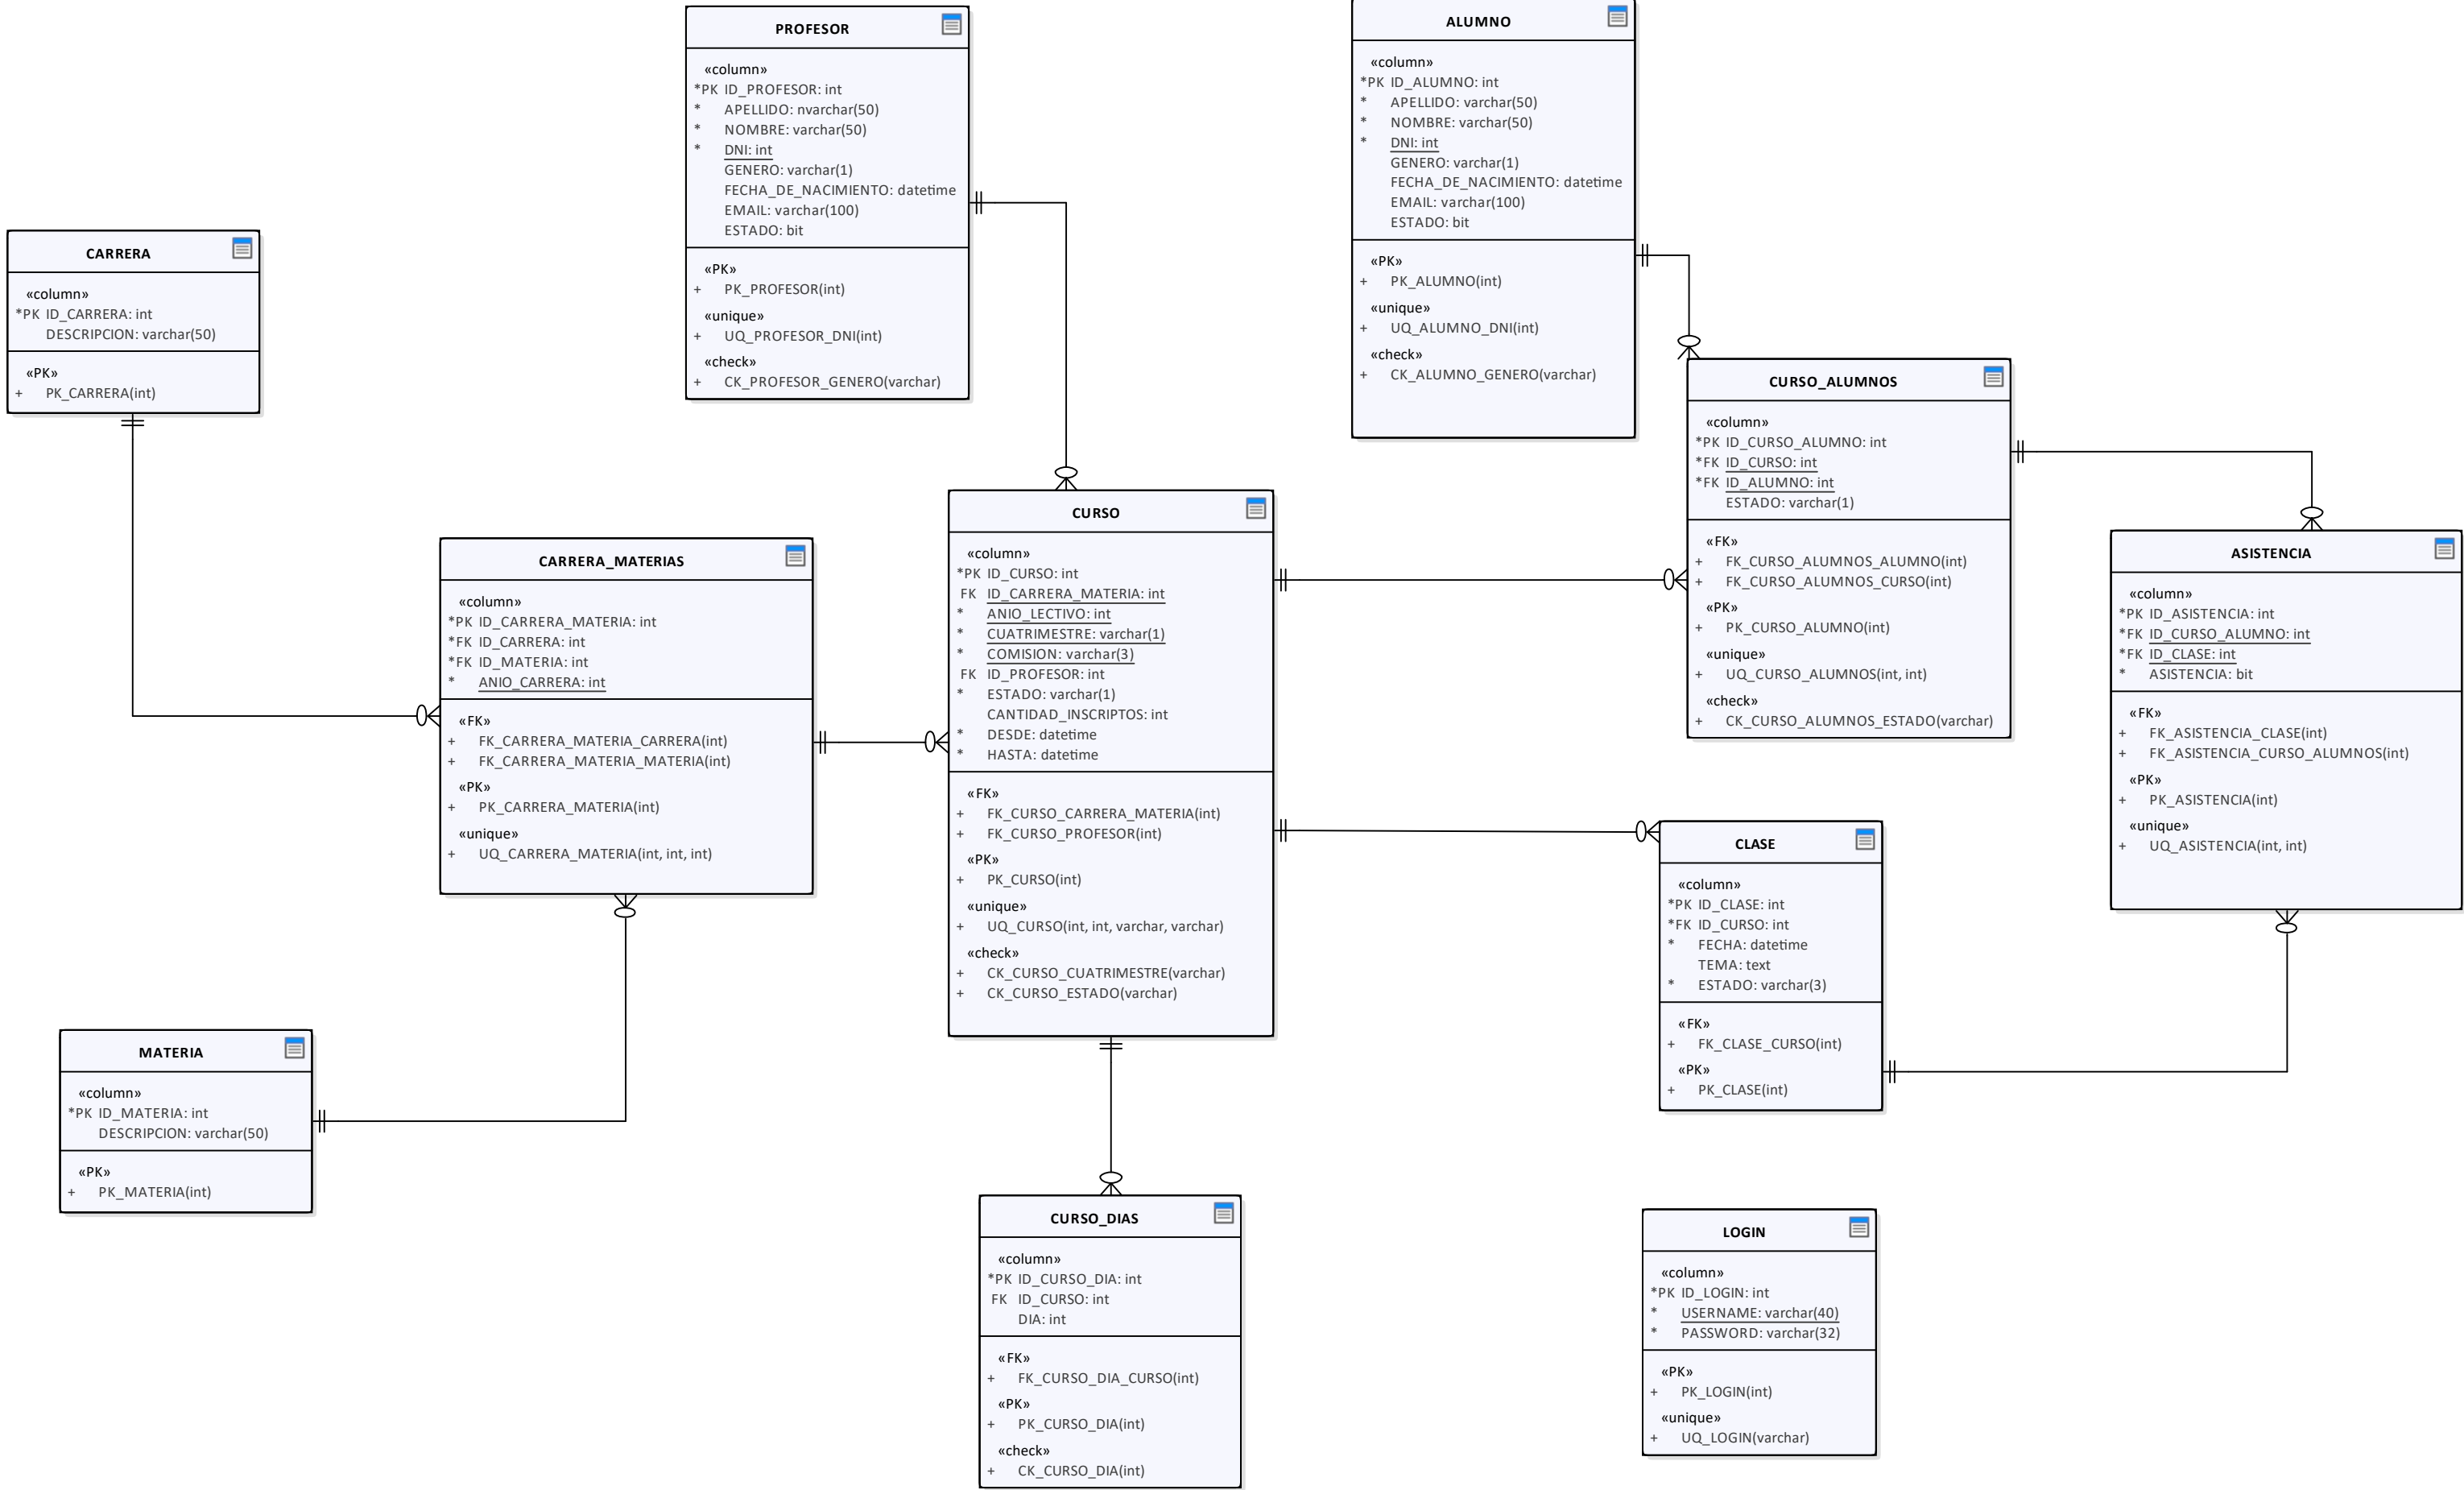 PROFESOR
«column»
*PK ID_PROFESOR: int
* APELLIDO: nvarchar(50)
* NOMBRE: varchar(50)
* DNI: int
GENERO: varchar(1)
FECHA_DE_NACIMIENTO: datetime
EMAIL: varchar(100)
ESTADO: bit
«PK»
+ PK_PROFESOR(int)
«unique»
+ UQ_PROFESOR_DNI(int)
«check»
+ CK_PROFESOR_GENERO(varchar)
ALUMNO
«column»
*PK ID_ALUMNO: int
* APELLIDO: varchar(50)
* NOMBRE: varchar(50)
* DNI: int
GENERO: varchar(1)
FECHA_DE_NACIMIENTO: datetime
EMAIL: varchar(100)
ESTADO: bit
«PK»
+ PK_ALUMNO(int)
«unique»
+ UQ_ALUMNO_DNI(int)
«check»
+ CK_ALUMNO_GENERO(varchar)
CARRERA
«column»
*PK ID_CARRERA: int
DESCRIPCION: varchar(50)
«PK»
+ PK_CARRERA(int)
CURSO_ALUMNOS
«column»
*PK ID_CURSO_ALUMNO: int
*FK ID_CURSO: int
*FK ID_ALUMNO: int
ESTADO: varchar(1)
«FK»
+ FK_CURSO_ALUMNOS_ALUMNO(int)
+ FK_CURSO_ALUMNOS_CURSO(int)
«PK»
+ PK_CURSO_ALUMNO(int)
«unique»
+ UQ_CURSO_ALUMNOS(int, int)
«check»
+ CK_CURSO_ALUMNOS_ESTADO(varchar)
CARRERA_MATERIAS
«column»
*PK ID_CARRERA_MATERIA: int
*FK ID_CARRERA: int
*FK ID_MATERIA: int
* ANIO_CARRERA: int
«FK»
+ FK_CARRERA_MATERIA_CARRERA(int)
+ FK_CARRERA_MATERIA_MATERIA(int)
«PK»
+ PK_CARRERA_MATERIA(int)
«unique»
+ UQ_CARRERA_MATERIA(int, int, int)
CURSO
«column»
*PK ID_CURSO: int
FK ID_CARRERA_MATERIA: int
* ANIO_LECTIVO: int
* CUATRIMESTRE: varchar(1)
* COMISION: varchar(3)
FK ID_PROFESOR: int
* ESTADO: varchar(1)
CANTIDAD_INSCRIPTOS: int
* DESDE: datetime
* HASTA: datetime
«FK»
+ FK_CURSO_CARRERA_MATERIA(int)
+ FK_CURSO_PROFESOR(int)
«PK»
+ PK_CURSO(int)
«unique»
+ UQ_CURSO(int, int, varchar, varchar)
«check»
+ CK_CURSO_CUATRIMESTRE(varchar)
+ CK_CURSO_ESTADO(varchar)
ASISTENCIA
«column»
*PK ID_ASISTENCIA: int
*FK ID_CURSO_ALUMNO: int
*FK ID_CLASE: int
* ASISTENCIA: bit
«FK»
+ FK_ASISTENCIA_CLASE(int)
+ FK_ASISTENCIA_CURSO_ALUMNOS(int)
«PK»
+ PK_ASISTENCIA(int)
«unique»
+ UQ_ASISTENCIA(int, int)
CLASE
«column»
*PK ID_CLASE: int
*FK ID_CURSO: int
* FECHA: datetime
TEMA: text
* ESTADO: varchar(3)
«FK»
+ FK_CLASE_CURSO(int)
«PK»
+ PK_CLASE(int)
MATERIA
«column»
*PK ID_MATERIA: int
DESCRIPCION: varchar(50)
«PK»
+ PK_MATERIA(int)
CURSO_DIAS
«column»
*PK ID_CURSO_DIA: int
FK ID_CURSO: int
DIA: int
«FK»
+ FK_CURSO_DIA_CURSO(int)
«PK»
+ PK_CURSO_DIA(int)
«check»
+ CK_CURSO_DIA(int)
LOGIN
«column»
*PK ID_LOGIN: int
* USERNAME: varchar(40)
* PASSWORD: varchar(32)
«PK»
+ PK_LOGIN(int)
«unique»
+ UQ_LOGIN(varchar)